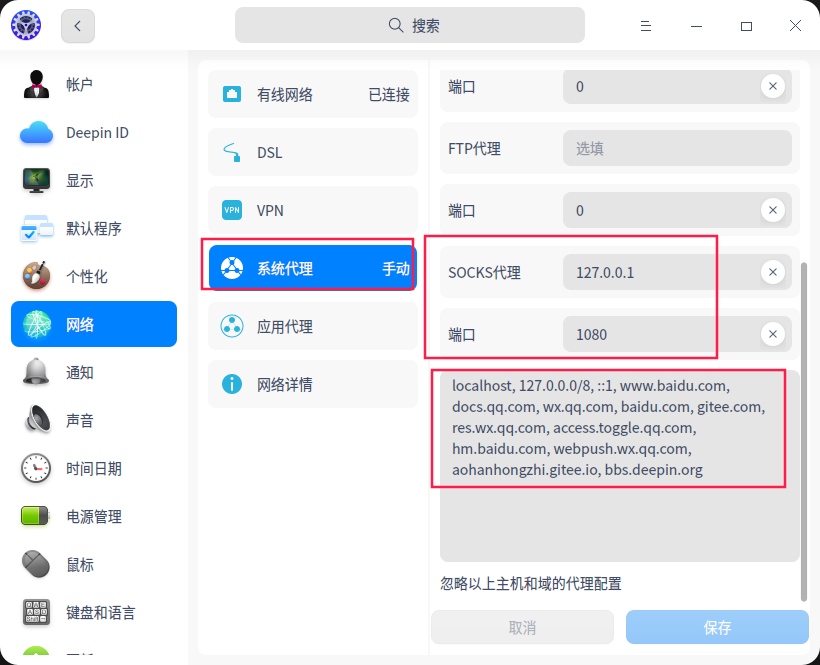 搜索
帐户
Deepin ID
显示
默认程序
个性化
网络
通知
声音
时间日期
电源管理
鼠标
键盘和语言
有线网络 已连接
DSL
VPN VPN
系统代理 手动
应用代理
网络详情
端口 0
FTP代理 选填
端口 0
SOCKS代理 127.0.0.1
端口 1080
localhost, 127.0.0.0/8, ::1, www.baidu.com,
docs.qq.com, wx.qq.com, baidu.com, gitee.com,
res.wx.qq.com, access.toggle.qq.com,
hm.baidu.com, webpush.wx.qq.com,
aohanhongzhi.gitee.io, bbs.deepin.org
忽略以上主机和域的代理配置
取消 保存